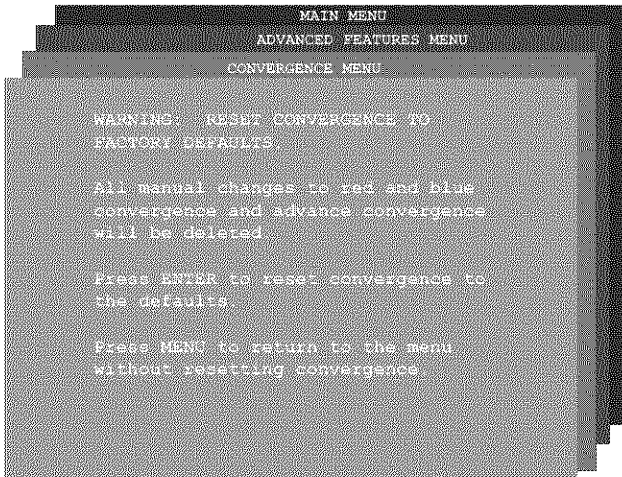 MAIN MENU
ADVANCED FEATURES MENU
CONVERGENCE MENU
WARNING: RESET CONVERGENCE TO
FACTORY DEFAULTS
All manual changes to red and blue
convergence and advance convergence
will be deleted
Press ENTER to reset convergence to
the defaults.
Press MENU to return to the menu
without resetting convergence.